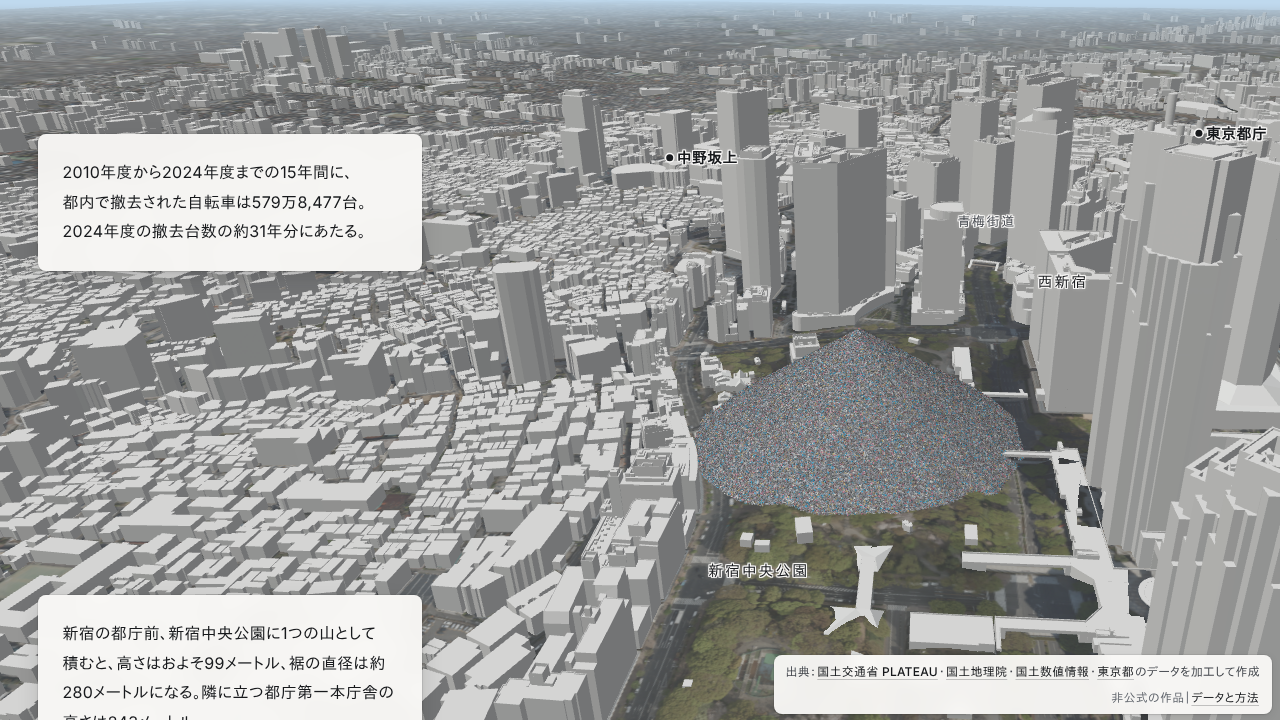 2010年度から2024年度までの15年間に、
都内で撤去された自転車は579万8,477台。
2024年度の撤去台数の約31年分にあたる。
中野坂上
東京都庁
青梅街道
西新宿
新宿中央公園
新宿の都庁前、新宿中央公園に1つの山として
積むと、高さはおよそ99メートル、裾の直径は約
280メートルになる。隣に立つ都庁第一本庁舎の
高さは243メートル
出典：国土交通省 PLATEAU・国土地理院・国土数値情報・東京都のデータを加工して作成
非公式の作品 | データと方法